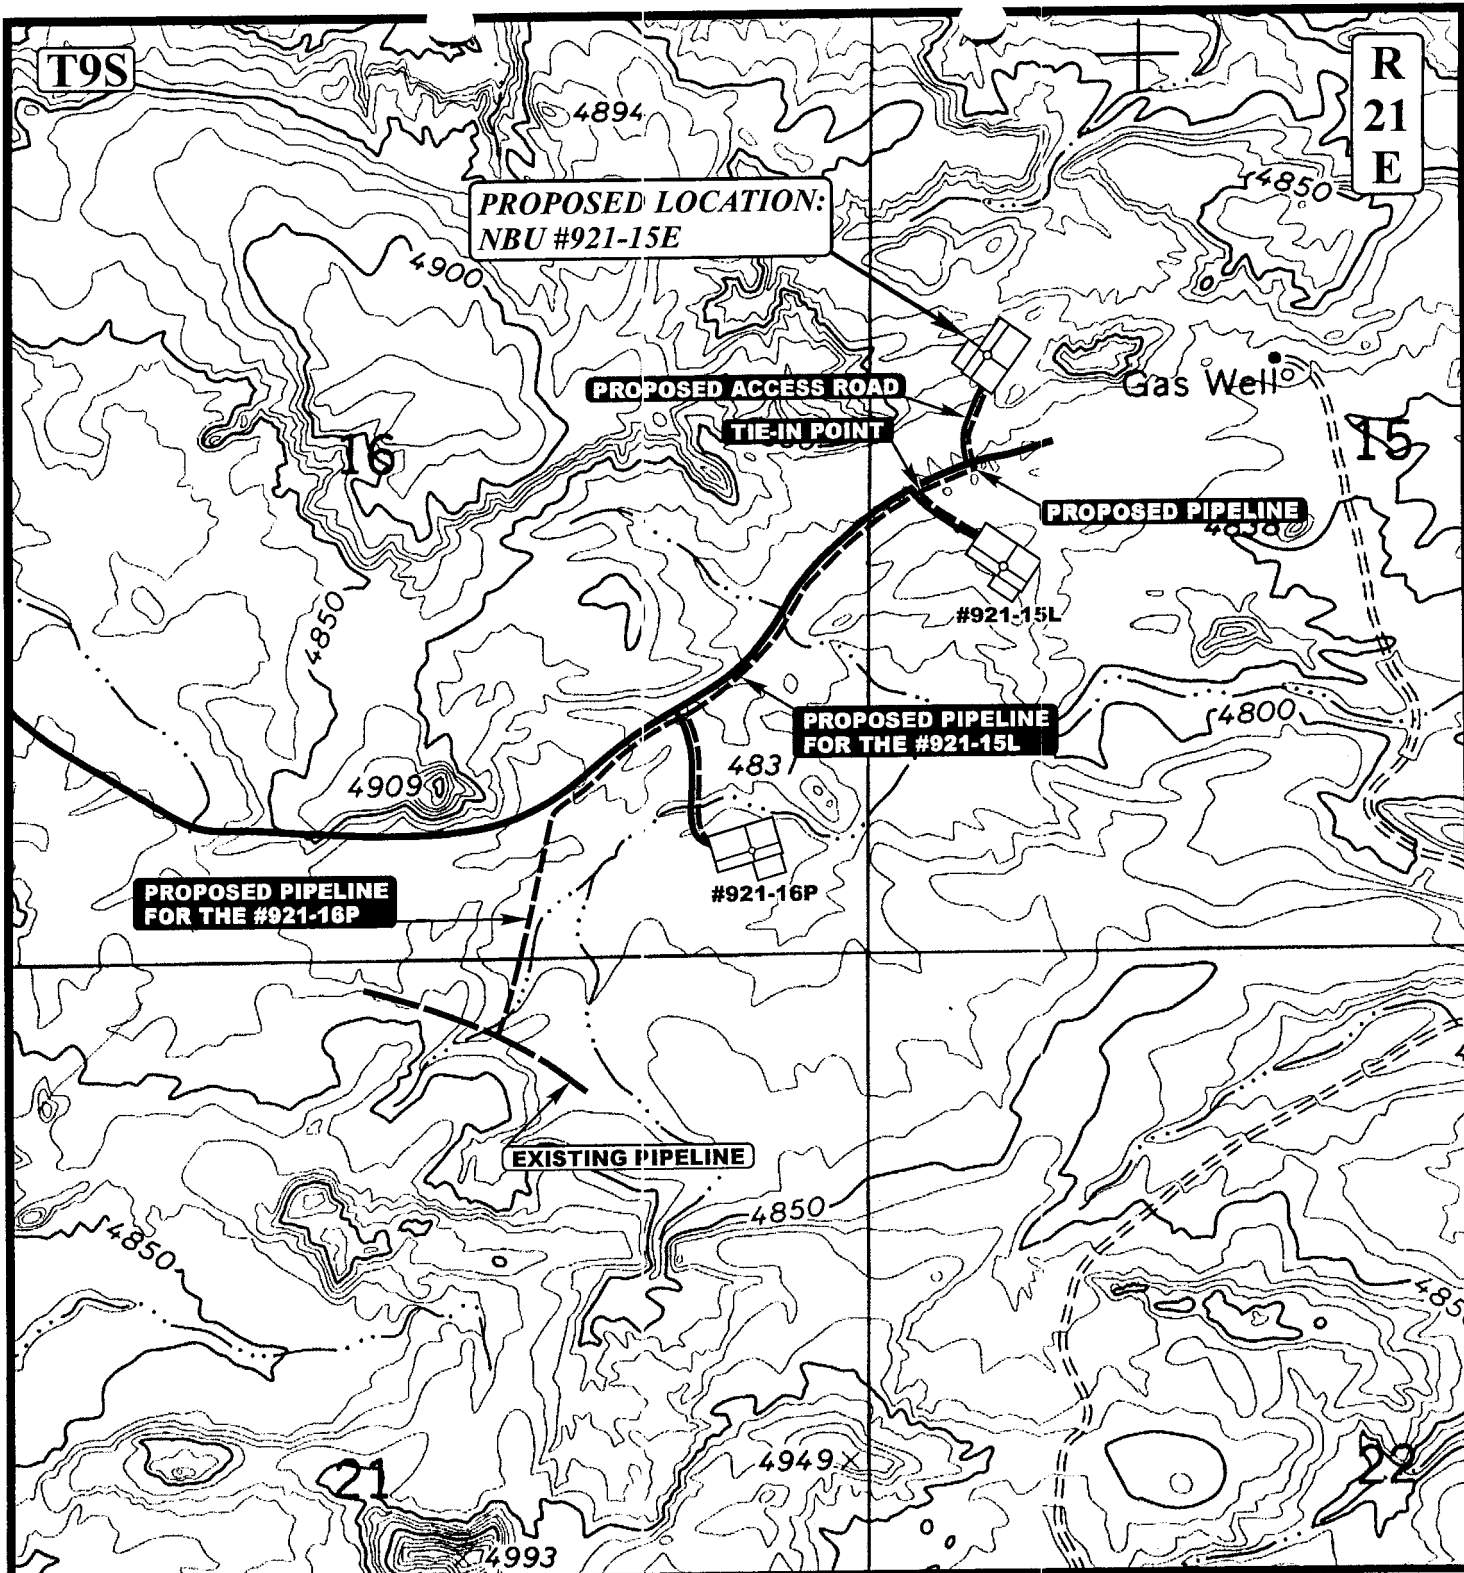 T9S
R
21
E
4894
4850
PROPOSED LOCATION:
NBU #921-15E
4900
Gas Well
PROPOSED ACCESS ROAD
TIE-IN POINT
16
15
PROPOSED PIPELINE
4850
#921-15L
PROPOSED PIPELINE
FOR THE #921-15L
4800
483
4909
PROPOSED PIPELINE
FOR THE #921-16P
#921-16P
EXISTING PIPELINE
4850
4850
485
4949
21
22
4993